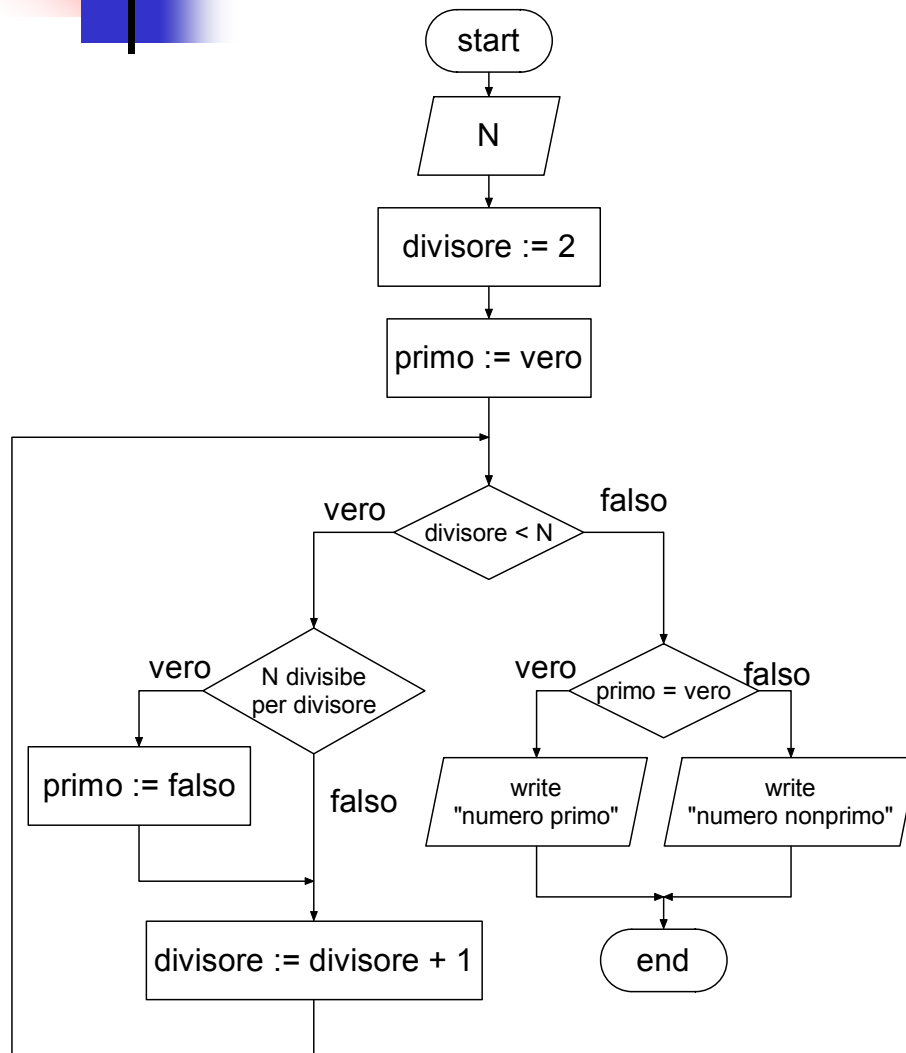 start
N
divisore := 2
primo := vero
vero
falso
divisore < N
vero
N divisibe
per divisore
vero
primo = vero
falso
primo := falso
falso
write
"numero primo"
write
"numero nonprimo"
divisore := divisore + 1
end